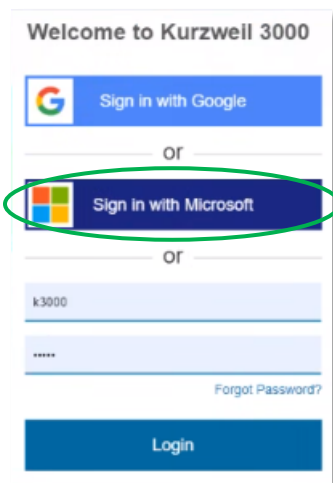 Welcome to Kurzweil 3000
Sign in with Google
or
Sign in with Microsoft
or
k3000
•••••
Forgot Password?
Login